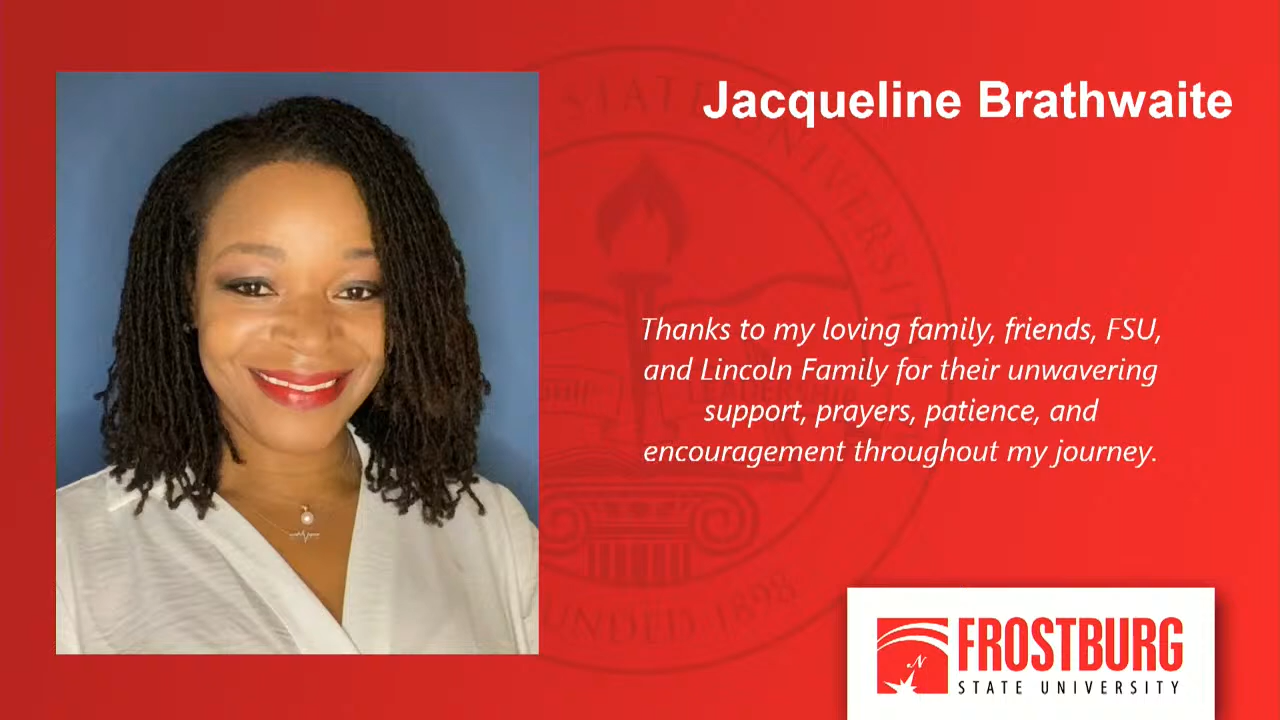 Jacqueline Brathwaite
Thanks to my loving family, friends, FSU,
and Lincoln Family for their unwavering
support, prayers, patience, and
encouragement throughout my journey.
FROSTBURG
STATE UNIVERSITY